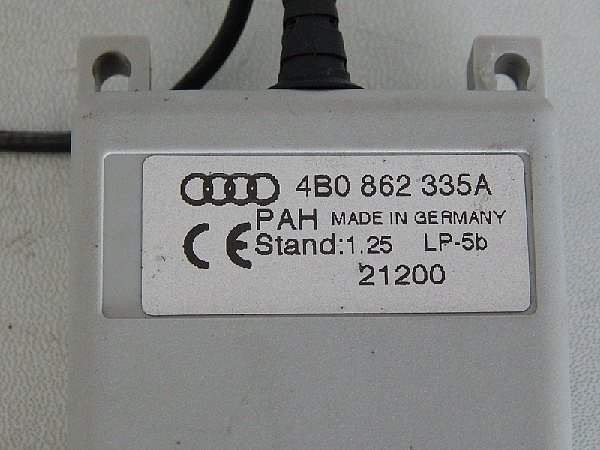 4B0 862 335A
PAH MADE IN GERMANY
CE Stand:1.25 LP-5b
21200